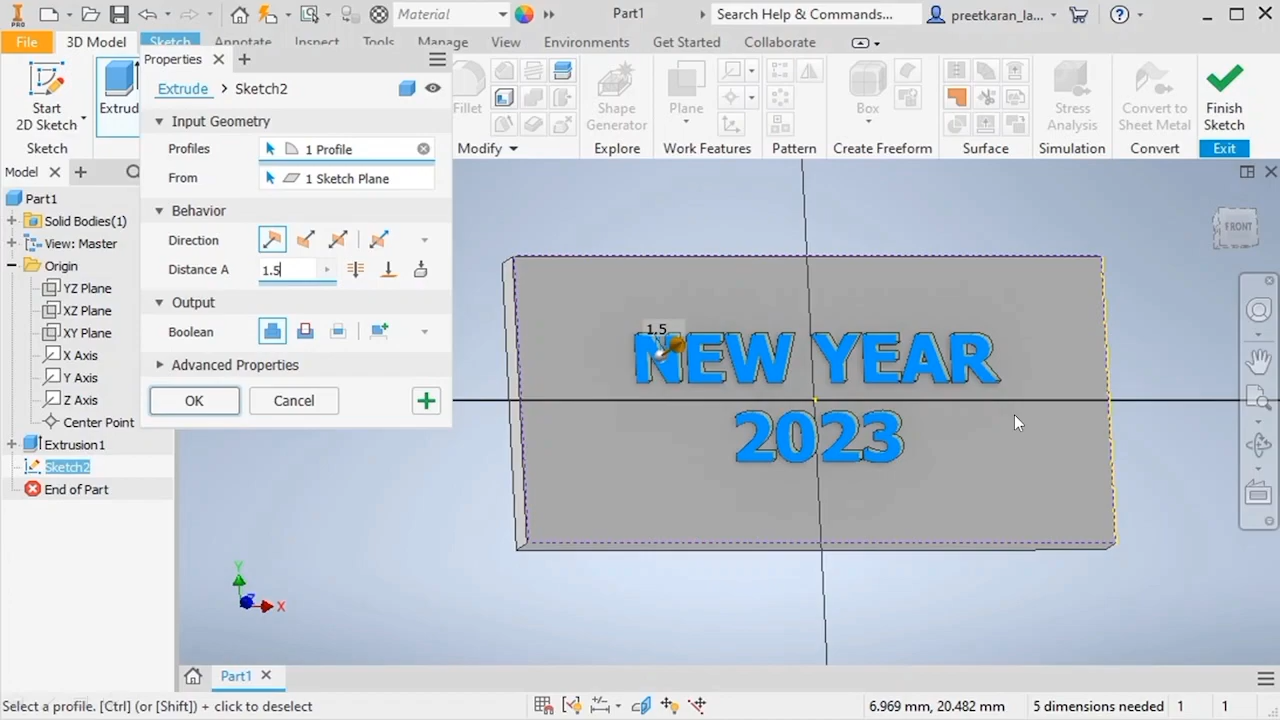 PRO
Material
Part1
Search Help & Commands...
preetkaran_la...
File
3D Model
Sketch
Annotate
Inspect
Tools
Manage
View
Environments
Get Started
Collaborate
Start
2D Sketch
Sketch
Extrud
Properties
Extrude > Sketch2
Input Geometry
Profiles
1 Profile
From
1 Sketch Plane
Behavior
Direction
Distance A
1.5
Output
Boolean
Advanced Properties
OK
Cancel
Fillet
Modify
Shape
Generator
Explore
Plane
Work Features
Pattern
Box
Create Freeform
Surface
Stress
Analysis
Simulation
Convert to
Sheet Metal
Convert
Finish
Sketch
Exit
Model
Part1
Solid Bodies(1)
View: Master
Origin
YZ Plane
XZ Plane
XY Plane
X Axis
Y Axis
Z Axis
Center Point
Extrusion1
Sketch2
End of Part
FRONT
1.5
NEW YEAR
2023
Y
X
Part1
Select a profile. [Ctrl] (or [Shift]) + click to deselect
6.969 mm, 20.482 mm
5 dimensions needed
1
1